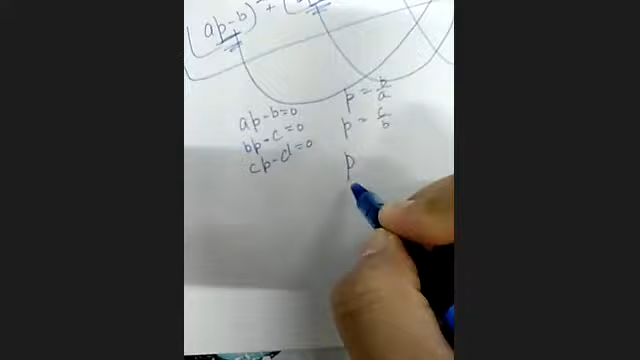 (ap-b)² + (
ap-b=0
bp-c=0
cp-d=0
p = b/a
p = c/b
p